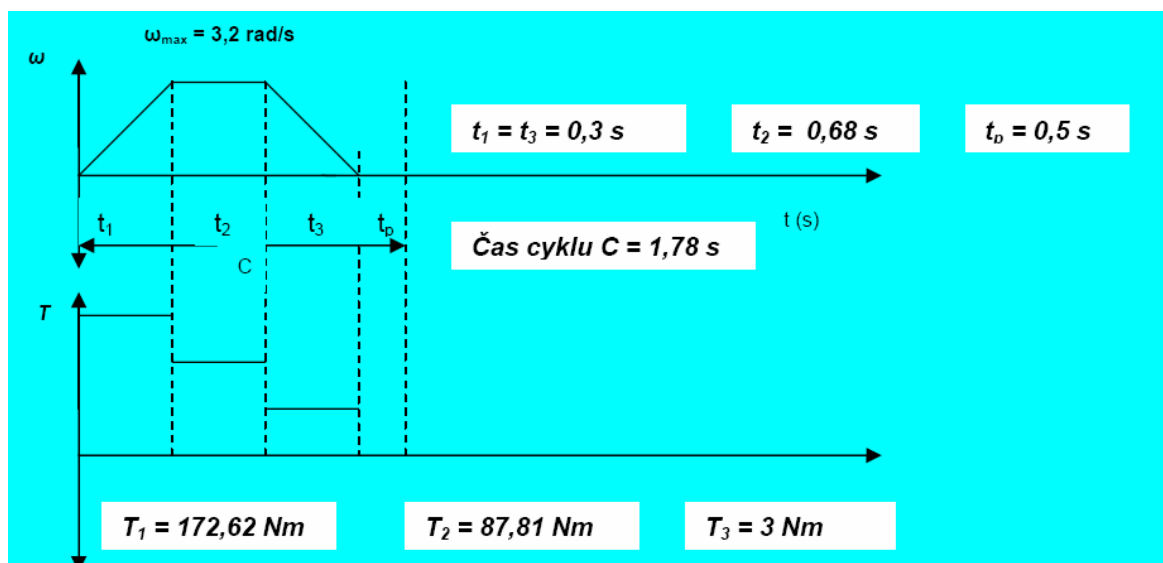 ωmax = 3,2 rad/s
ω
t1 = t3 = 0,3 s
t2 = 0,68 s
tp = 0,5 s
t1
t2
t3
tp
t (s)
C
Čas cyklu C = 1,78 s
T
T1 = 172,62 Nm
T2 = 87,81 Nm
T3 = 3 Nm